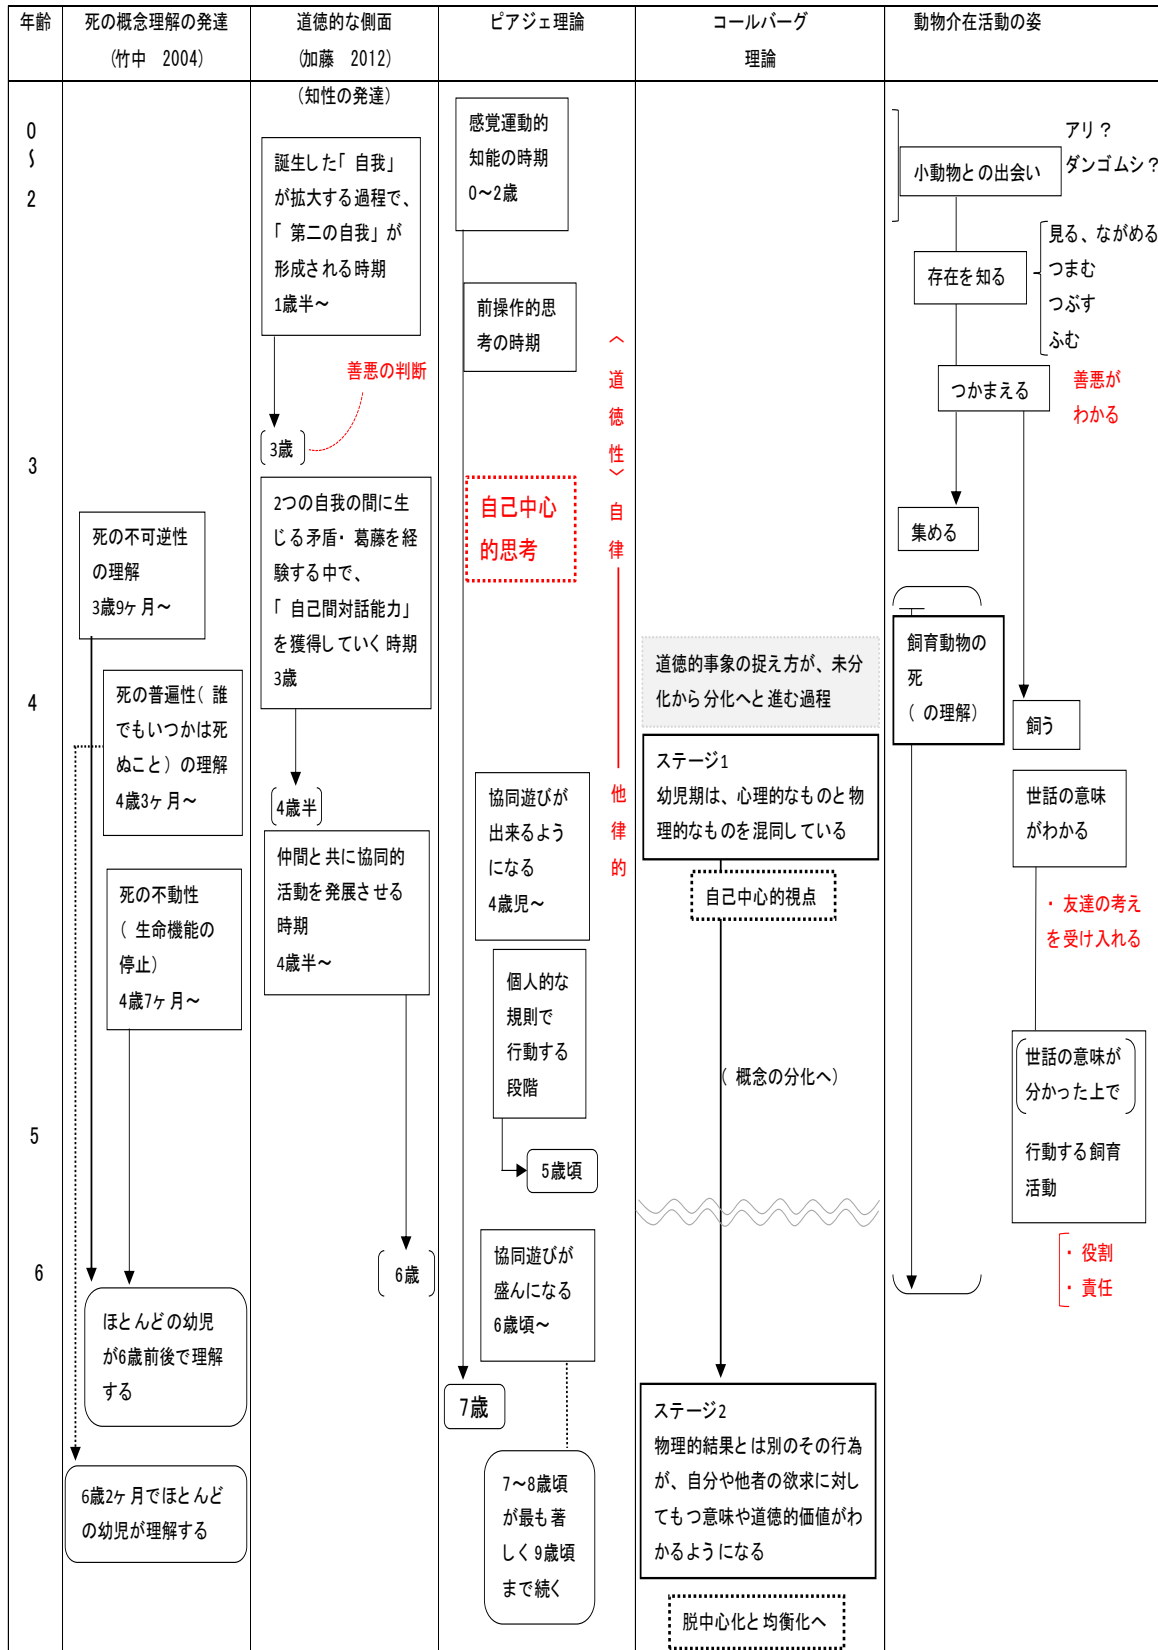 年齢
死の概念理解の発達
(竹中 2004)
道徳的な側面
(加藤 2012)
(知性の発達)
ピアジェ理論
コールバーグ
理論
動物介在活動の姿
0
〜
2
3
4
5
6
死の不可逆性
の理解
3歳9ヶ月〜
死の普遍性(誰
でもいつかは死
ぬこと)の理解
4歳3ヶ月〜
死の不動性
(生命機能の
停止)
4歳7ヶ月〜
ほとんどの幼児
が6歳前後で理解
する
6歳2ヶ月でほとんど
の幼児が理解する
誕生した「自我」
が拡大する過程で、
「第二の自我」が
形成される時期
1歳半〜
善悪の判断
3歳
2つの自我の間に生
じる矛盾・葛藤を経
験する中で、
「自己間対話能力」
を獲得していく時期
3歳
4歳半
仲間と共に協同的
活動を発展させる
時期
4歳半〜
6歳
感覚運動的
知能の時期
0〜2歳
前操作的思
考の時期
〈道徳性〉自律
他律的
自己中心
的思考
協同遊びが
出来るよう
になる
4歳児〜
個人的な
規則で
行動する
段階
5歳頃
協同遊びが
盛んになる
6歳頃〜
7歳
7〜8歳頃
が最も著
しく9歳頃
まで続く
道徳的事象の捉え方が、未分
化から分化へと進む過程
ステージ1
幼児期は、心理的なものと物
理的なものを混同している
自己中心的視点
(概念の分化へ)
ステージ2
物理的結果とは別のその行為
が、自分や他者の欲求に対し
てもつ意味や道徳的価値がわ
かるようになる
脱中心化と均衡化へ
アリ？
ダンゴムシ？
小動物との出会い
存在を知る
見る、ながめる
つまむ
つぶす
ふむ
つかまえる
善悪が
わかる
集める
飼育動物の
死
(の理解)
飼う
世話の意味
がわかる
・友達の考え
を受け入れる
世話の意味が
分かった上で
行動する飼育
活動
・役割
・責任